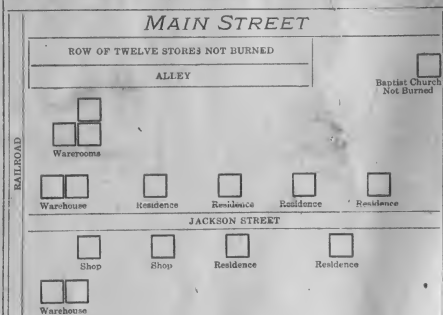 MAIN STREET
ROW OF TWELVE STORES NOT BURNED
ALLEY
Baptist Church
Not Burned
RAILROAD
Warerooms
Warehouse Residence Residence Residence Residence
JACKSON STREET
Shop Shop Residence Residence
Warehouse